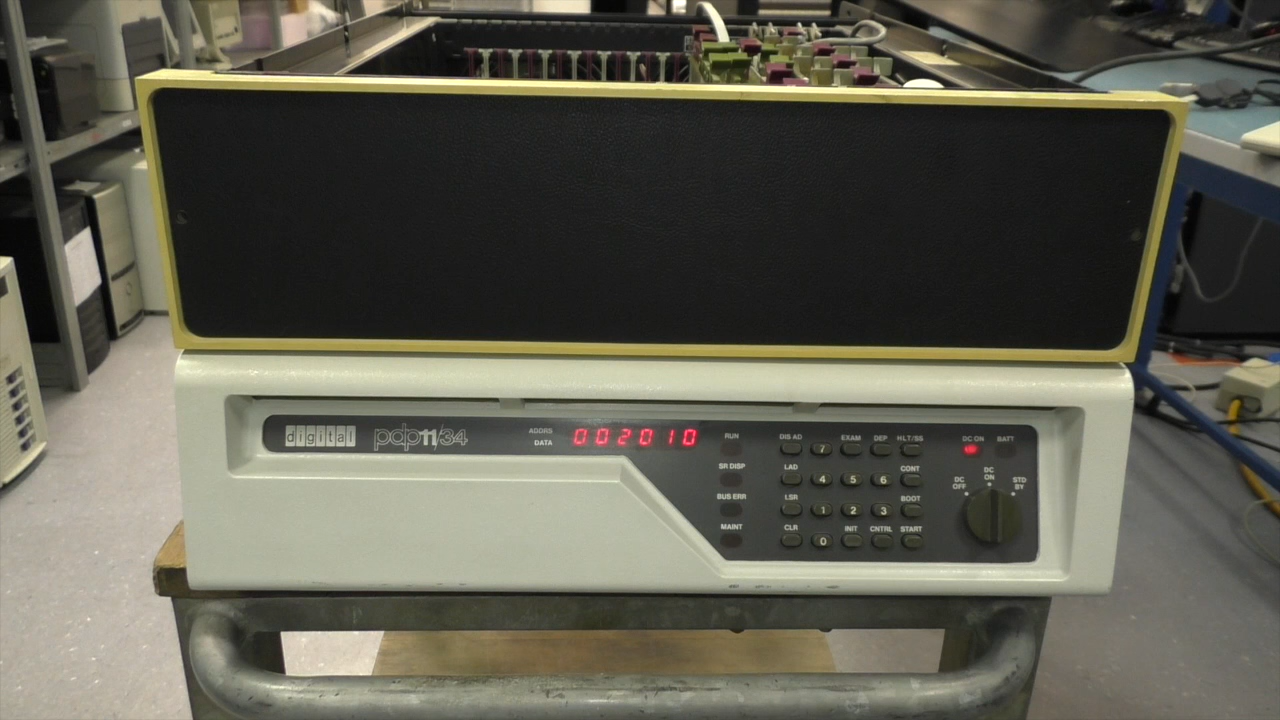 digital pdp11/34
ADDRS
DATA
002010
RUN
SR DISP
BUS ERR
MAINT
DIS AD 7 EXAM DEP HLT/SS
LAD 4 5 6 CONT
LSR 1 2 3 BOOT
CLR 0 INIT CNTRL START
DC ON BATT
DC OFF
DC ON
STD BY